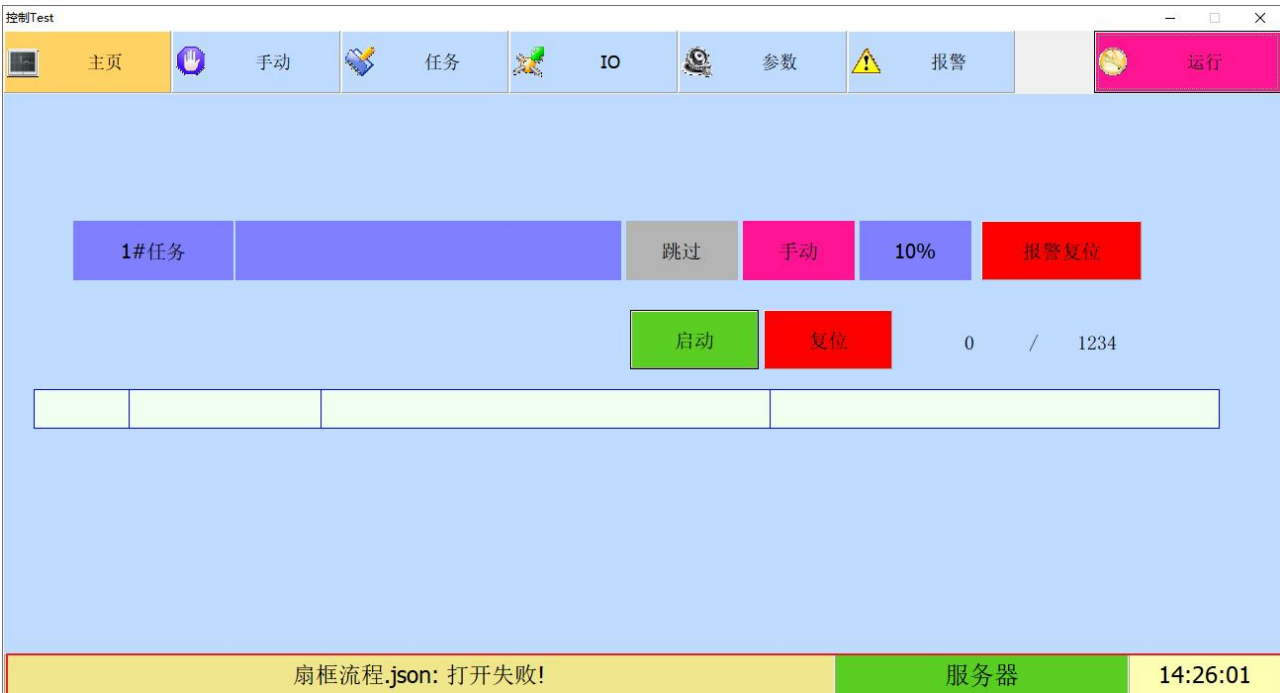 控制Test
主页 手动 任务 IO 参数 报警 运行
1#任务 跳过 手动 10% 报警复位
启动 复位 0 / 1234
扇框流程.json: 打开失败! 服务器 14:26:01